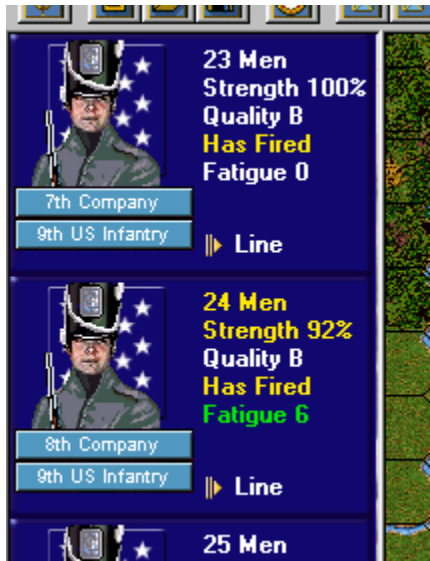 23 Men
Strength 100%
Quality B
Has Fired
Fatigue 0
7th Company
9th US Infantry
Line
24 Men
Strength 92%
Quality B
Has Fired
Fatigue 6
8th Company
9th US Infantry
Line
25 Men